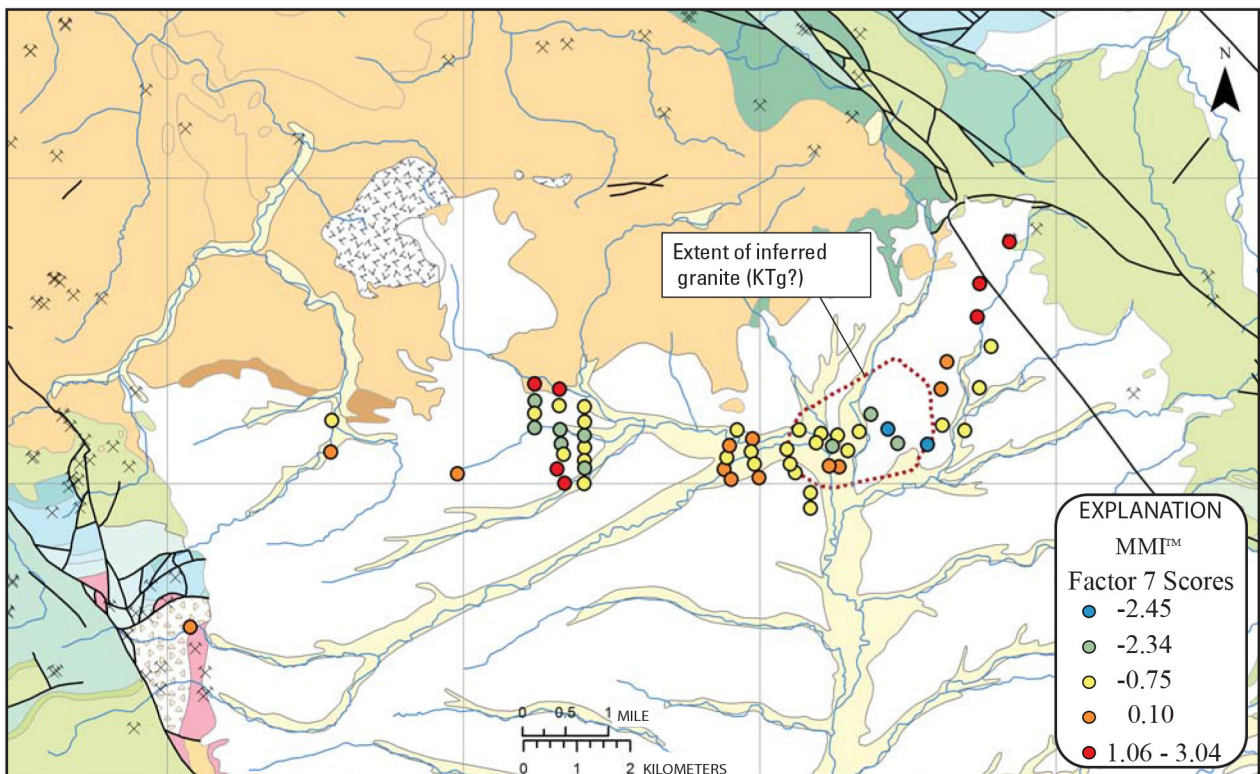 N
Extent of inferred
granite (KTg?)
EXPLANATION
MMI™
Factor 7 Scores
-2.45
-2.34
-0.75
0.10
1.06 - 3.04
0 0.5 1 MILE
0 1 2 KILOMETERS